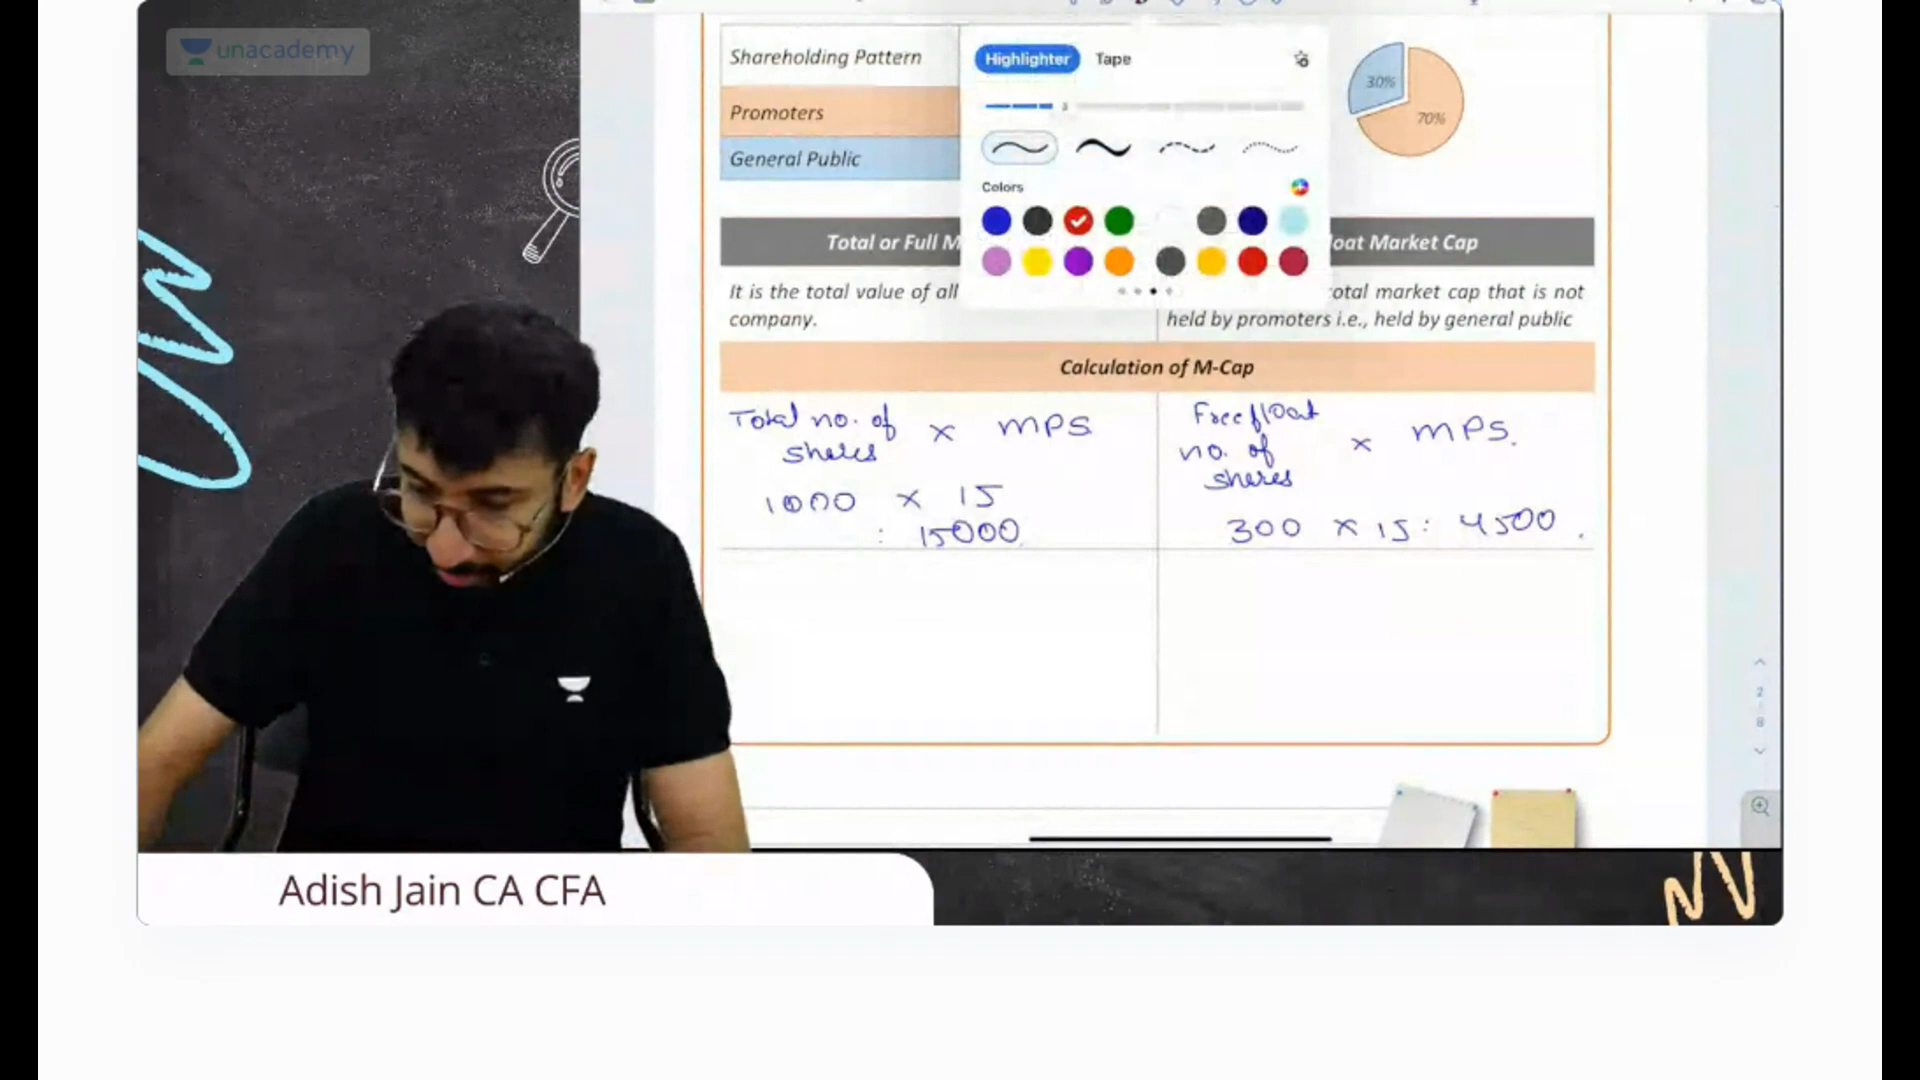 unacademy
Shareholding Pattern
Promoters
General Public
Highlighter Tape
Colors
30%
70%
Total or Full M
oat Market Cap
It is the total value of all
company.
otal market cap that is not
held by promoters i.e., held by general public
Calculation of M-Cap
Total no. of shares x MPS
1000 x 15
: 15000
Free float no. of shares x MPS.
300 x 15 : 4500.
2
8
Adish Jain CA CFA